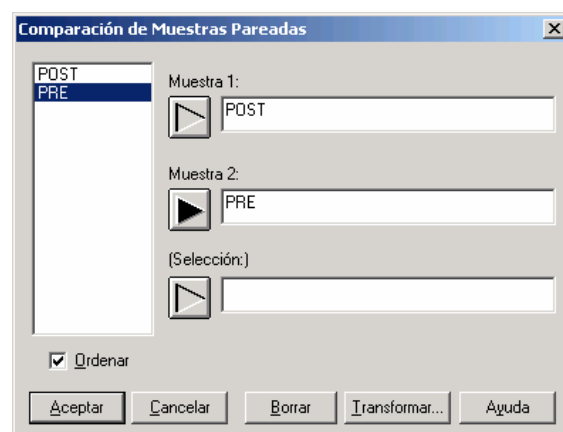 Comparación de Muestras Pareadas
POST
PRE
Muestra 1:
POST
Muestra 2:
PRE
(Selección:)
Ordenar
Aceptar
Cancelar
Borrar
Transformar...
Ayuda